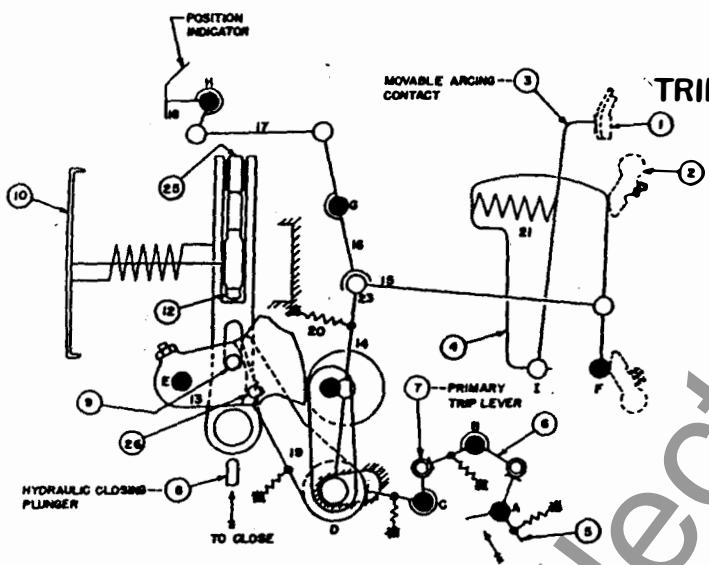 POSITION
INDICATOR
H
18
17
MOVABLE ARCING
CONTACT
3
TRI
1
2
25
10
G
21
16
15
23
12
20
14
4
E
9
13
I
F
7
PRIMARY
TRIP LEVER
B
6
26
19
HYDRAULIC CLOSING
PLUNGER
8
C
A
D
TO CLOSE
5
lect